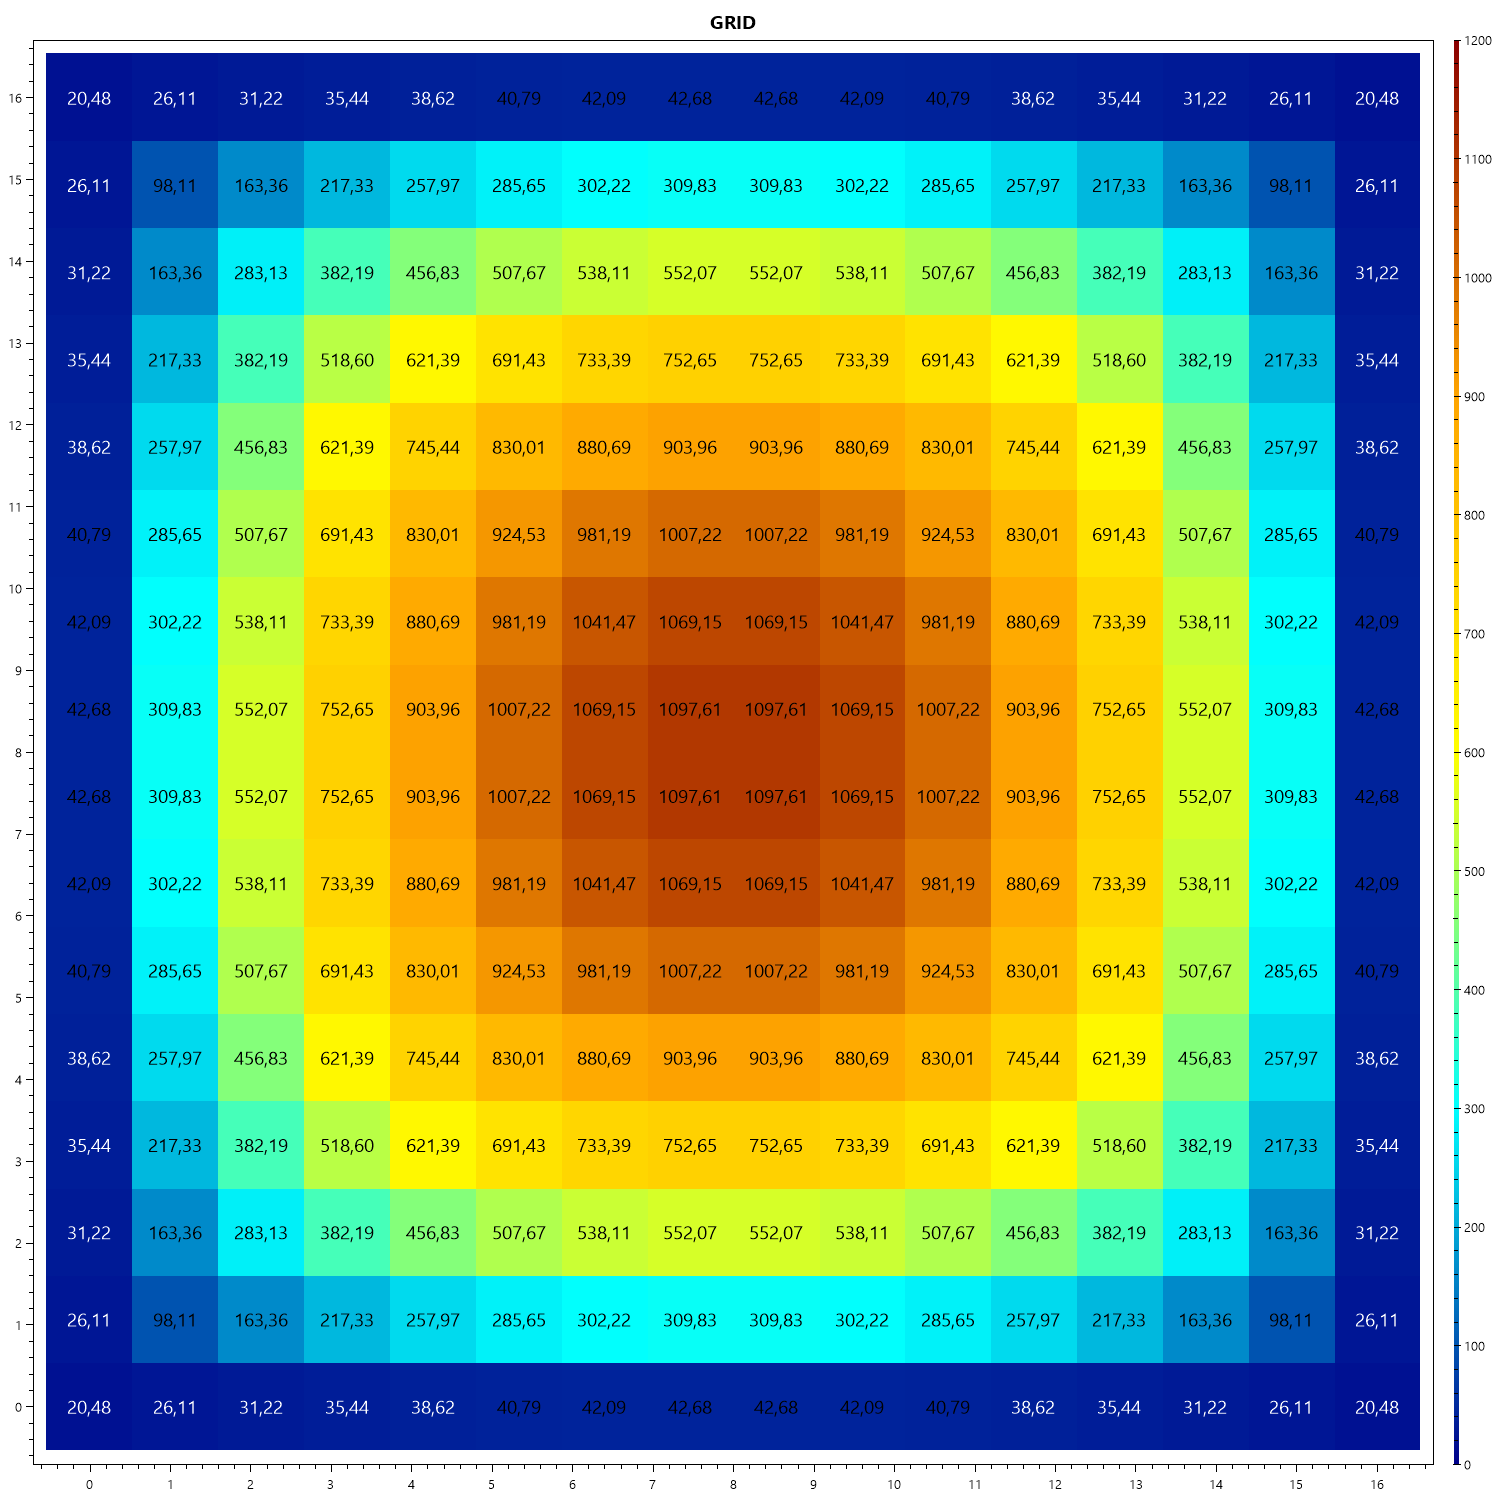 GRID
1200
16 20,48 26,11 31,22 35,44 38,62 40,79 42,09 42,68 42,68 42,09 40,79 38,62 35,44 31,22 26,11 20,48
1100
15 26,11 98,11 163,36 217,33 257,97 285,65 302,22 309,83 309,83 302,22 285,65 257,97 217,33 163,36 98,11 26,11
14 31,22 163,36 283,13 382,19 456,83 507,67 538,11 552,07 552,07 538,11 507,67 456,83 382,19 283,13 163,36 31,22
1000
13 35,44 217,33 382,19 518,60 621,39 691,43 733,39 752,65 752,65 733,39 691,43 621,39 518,60 382,19 217,33 35,44
900
12 38,62 257,97 456,83 621,39 745,44 830,01 880,69 903,96 903,96 880,69 830,01 745,44 621,39 456,83 257,97 38,62
11
800
40,79 285,65 507,67 691,43 830,01 924,53 981,19 1007,22 1007,22 981,19 924,53 830,01 691,43 507,67 285,65 40,79
10
42,09 302,22 538,11 733,39 880,69 981,19 1041,47 1069,15 1069,15 1041,47 981,19 880,69 733,39 538,11 302,22 42,09
700
9
42,68 309,83 552,07 752,65 903,96 1007,22 1069,15 1097,61 1097,61 1069,15 1007,22 903,96 752,65 552,07 309,83 42,68
8
600
42,68 309,83 552,07 752,65 903,96 1007,22 1069,15 1097,61 1097,61 1069,15 1007,22 903,96 752,65 552,07 309,83 42,68
7
500
42,09 302,22 538,11 733,39 880,69 981,19 1041,47 1069,15 1069,15 1041,47 981,19 880,69 733,39 538,11 302,22 42,09
6
40,79 285,65 507,67 691,43 830,01 924,53 981,19 1007,22 1007,22 981,19 924,53 830,01 691,43 507,67 285,65 40,79
400
5
38,62 257,97 456,83 621,39 745,44 830,01 880,69 903,96 903,96 880,69 830,01 745,44 621,39 456,83 257,97 38,62
4
300
35,44 217,33 382,19 518,60 621,39 691,43 733,39 752,65 752,65 733,39 691,43 621,39 518,60 382,19 217,33 35,44
3
200
31,22 163,36 283,13 382,19 456,83 507,67 538,11 552,07 552,07 538,11 507,67 456,83 382,19 283,13 163,36 31,22
2
1 26,11 98,11 163,36 217,33 257,97 285,65 302,22 309,83 309,83 302,22 285,65 257,97 217,33 163,36 98,11 26,11
100
0 20,48 26,11 31,22 35,44 38,62 40,79 42,09 42,68 42,68 42,09 40,79 38,62 35,44 31,22 26,11 20,48
0
0 1 2 3 4 5 6 7 8 9 10 11 12 13 14 15 16